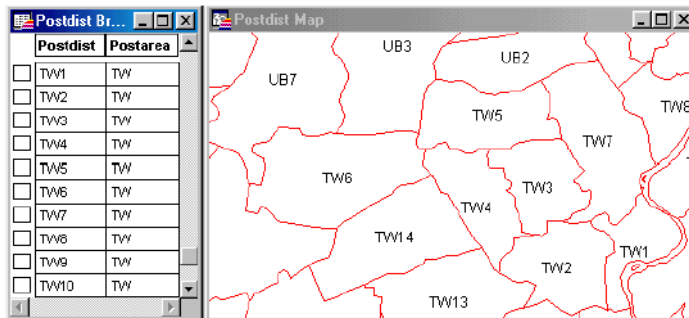 Postdist Br...
Postdist Postarea
TW1 TW
TW2 TW
TW3 TW
TW4 TW
TW5 TW
TW6 TW
TW7 TW
TW8 TW
TW9 TW
TW10 TW
Postdist Map
UB3
UB2
UB7
TW8
TW5
TW7
TW6
TW3
TW4
TW14
TW1
TW2
TW13